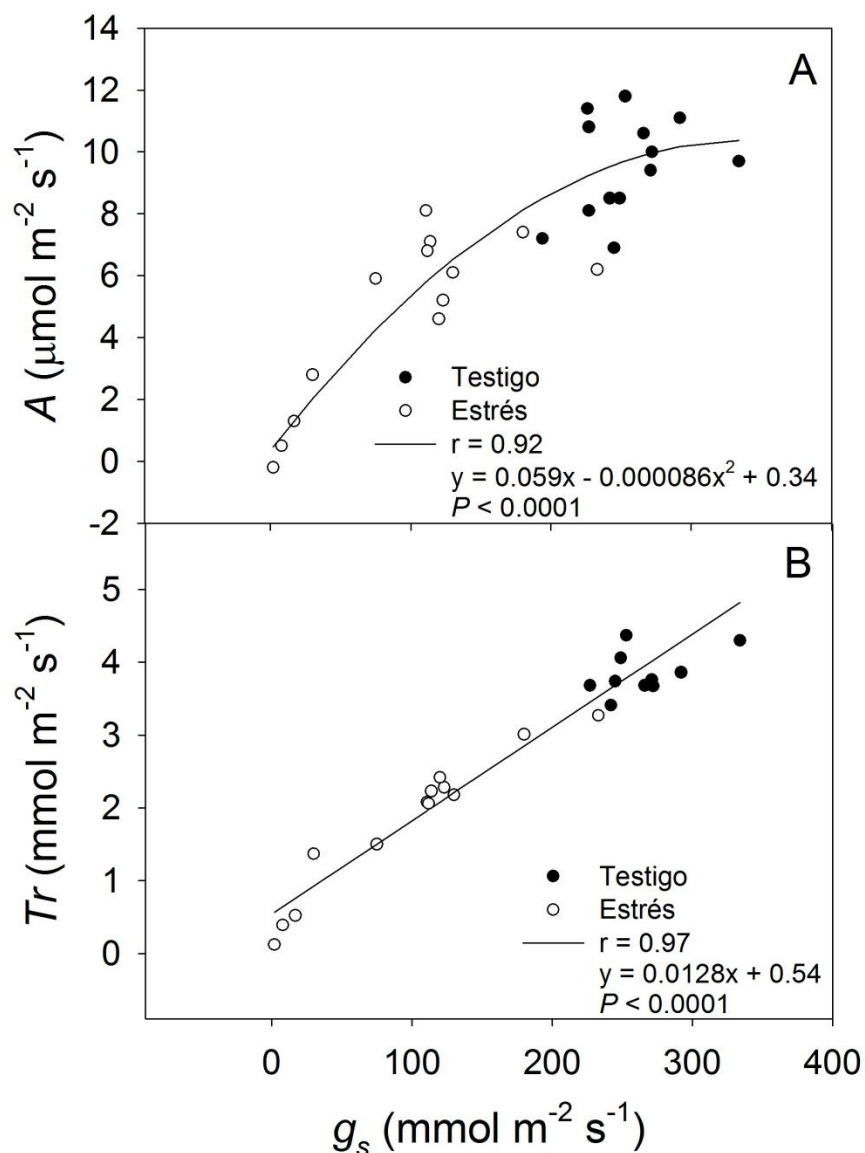 14
A
12
10
8
6
4
2
0
-2
A (μmol m⁻² s⁻¹)
Testigo
Estrés
r = 0.92
y = 0.059x - 0.000086x² + 0.34
P < 0.0001
B
5
4
3
2
1
0
Tr (mmol m⁻² s⁻¹)
Testigo
Estrés
r = 0.97
y = 0.0128x + 0.54
P < 0.0001
0 100 200 300 400
gₛ (mmol m⁻² s⁻¹)